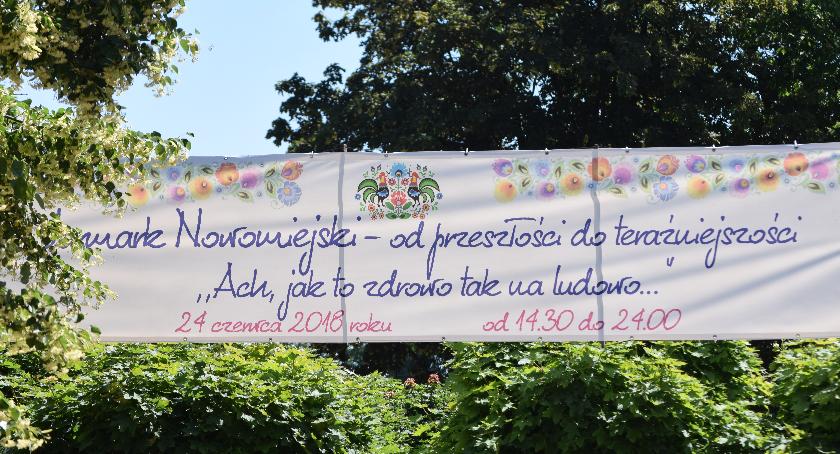 Nowomiejski - od przeszłości do teraźniejszości
„Ach, jak to zdrowo tak na ludowo..."
24 czerwca 2018 roku od 14.30 do 24.00